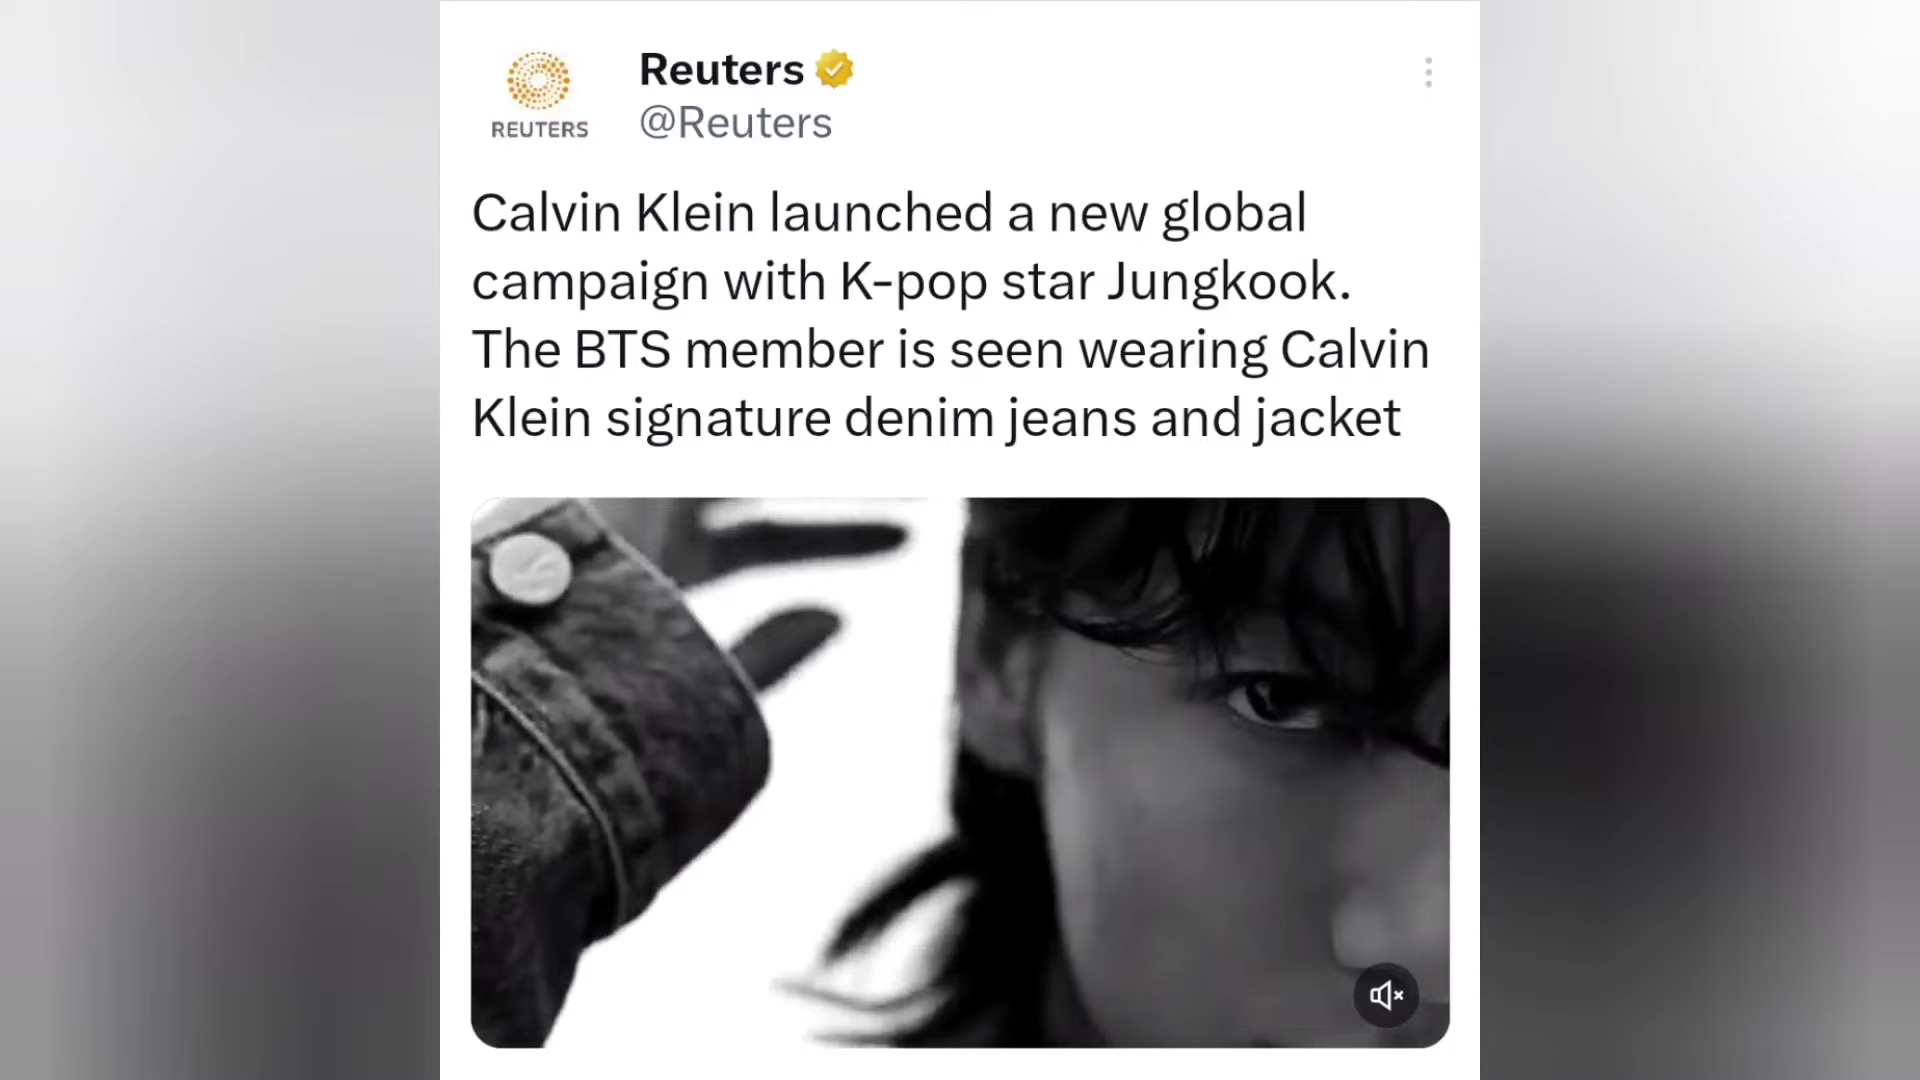 Reuters
REUTERS
@Reuters
Calvin Klein launched a new global
campaign with K-pop star Jungkook.
The BTS member is seen wearing Calvin
Klein signature denim jeans and jacket